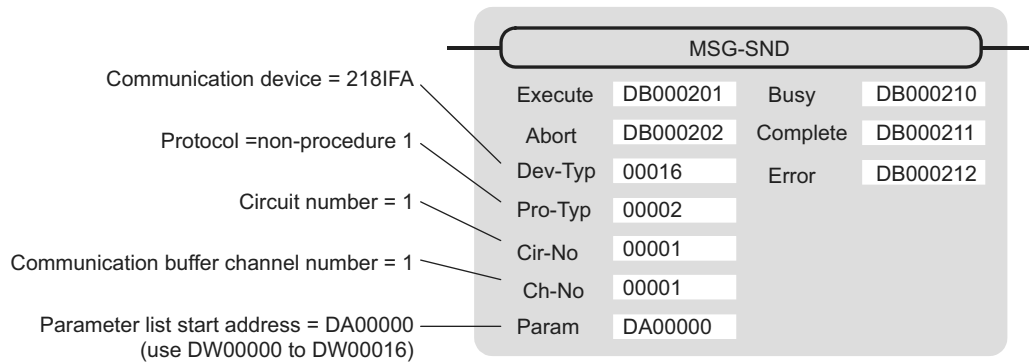 MSG-SND
Communication device = 218IFA
Protocol =non-procedure 1
Circuit number = 1
Communication buffer channel number = 1
Parameter list start address = DA00000
(use DW00000 to DW00016)
Execute DB000201 Busy DB000210
Abort DB000202 Complete DB000211
Dev-Typ 00016 Error DB000212
Pro-Typ 00002
Cir-No 00001
Ch-No 00001
Param DA00000